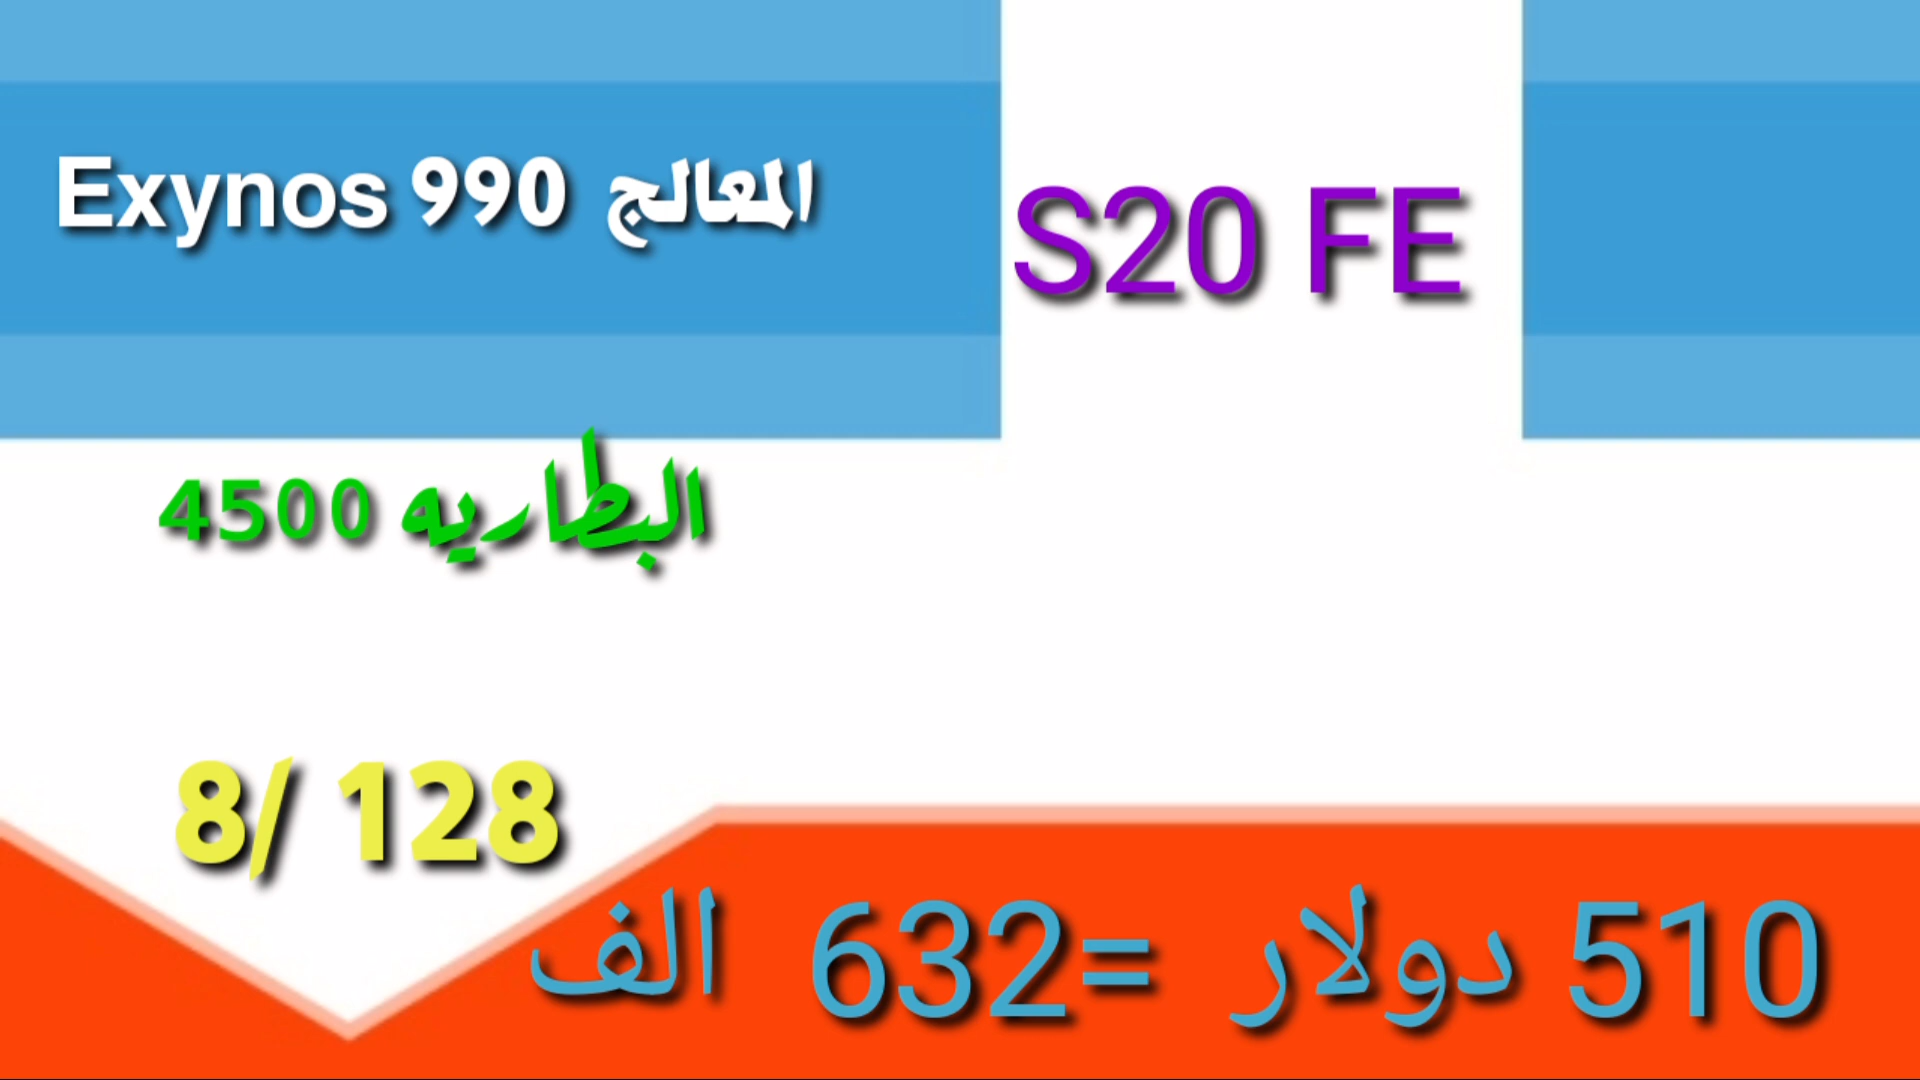 المعالج Exynos 990
S20 FE
البطاريه 4500
8/ 128
510 دولار =632 الف